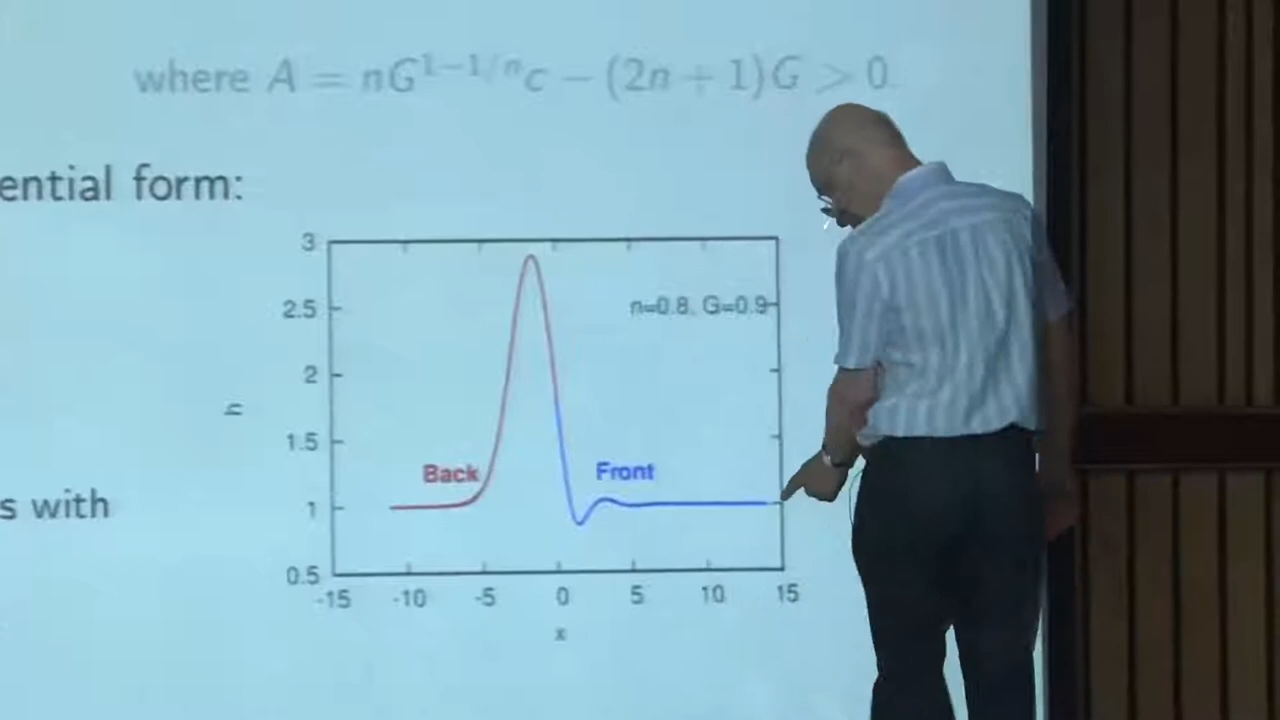 where A = nG^{1−1/n}c − (2n + 1)G > 0
ential form:
3
n=0.8, G=0.9
2.5
2
h
1.5
Back
Front
s with
1
0.5
-15 -10 -5 0 5 10 15
x